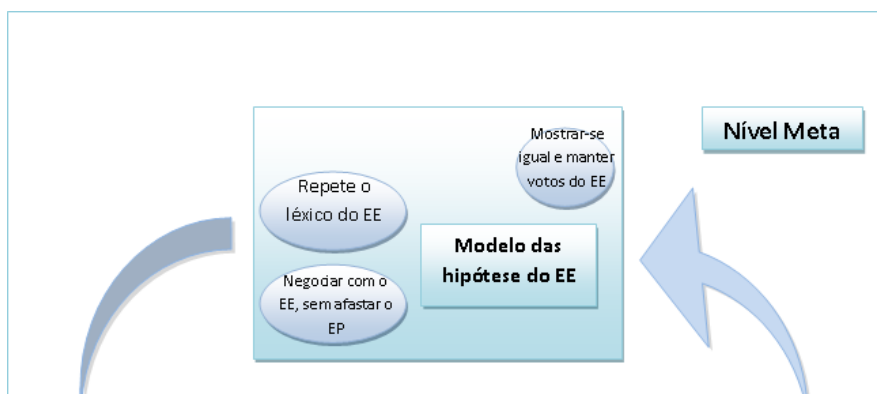 Mostrar-se
igual e manter
votos do EE
Nível Meta
Repete o
léxico do EE
Modelo das
hipótese do EE
Negociar com o
EE, sem afastar o
EP